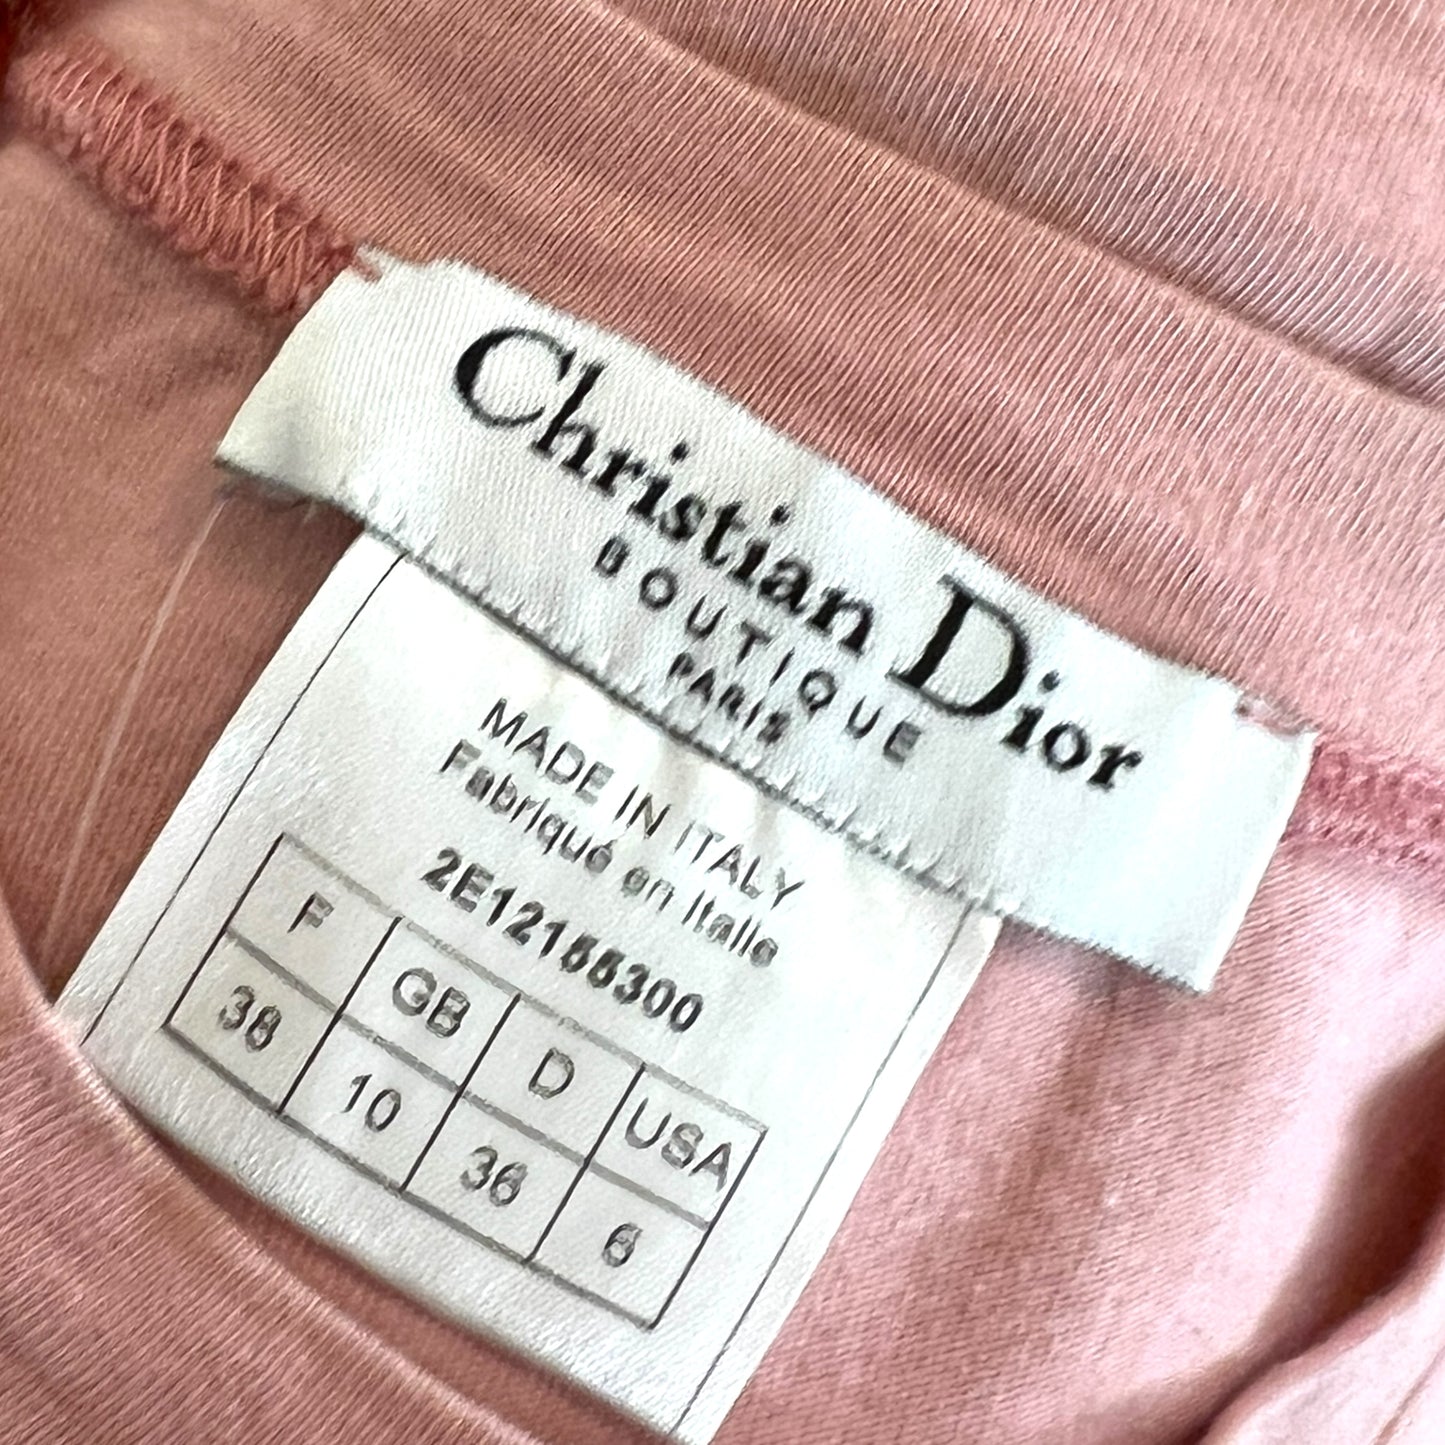 Christian Dior
BOUTIQUE
PARIS
MADE IN ITALY
Fabriqué en Italie
F GB D USA
38 10 36 6